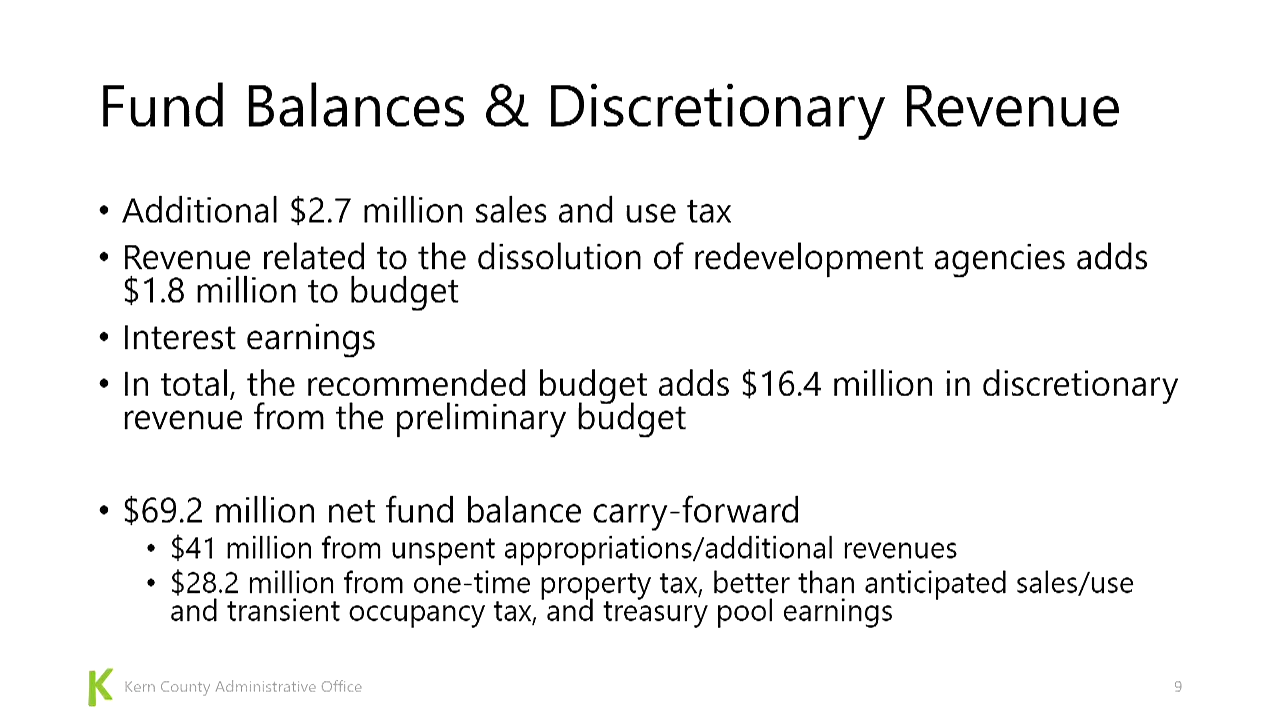 Fund Balances & Discretionary Revenue
• Additional $2.7 million sales and use tax
• Revenue related to the dissolution of redevelopment agencies adds
$1.8 million to budget
• Interest earnings
• In total, the recommended budget adds $16.4 million in discretionary
revenue from the preliminary budget
• $69.2 million net fund balance carry-forward
• $41 million from unspent appropriations/additional revenues
• $28.2 million from one-time property tax, better than anticipated sales/use
and transient occupancy tax, and treasury pool earnings
K Kern County Administrative Office 9